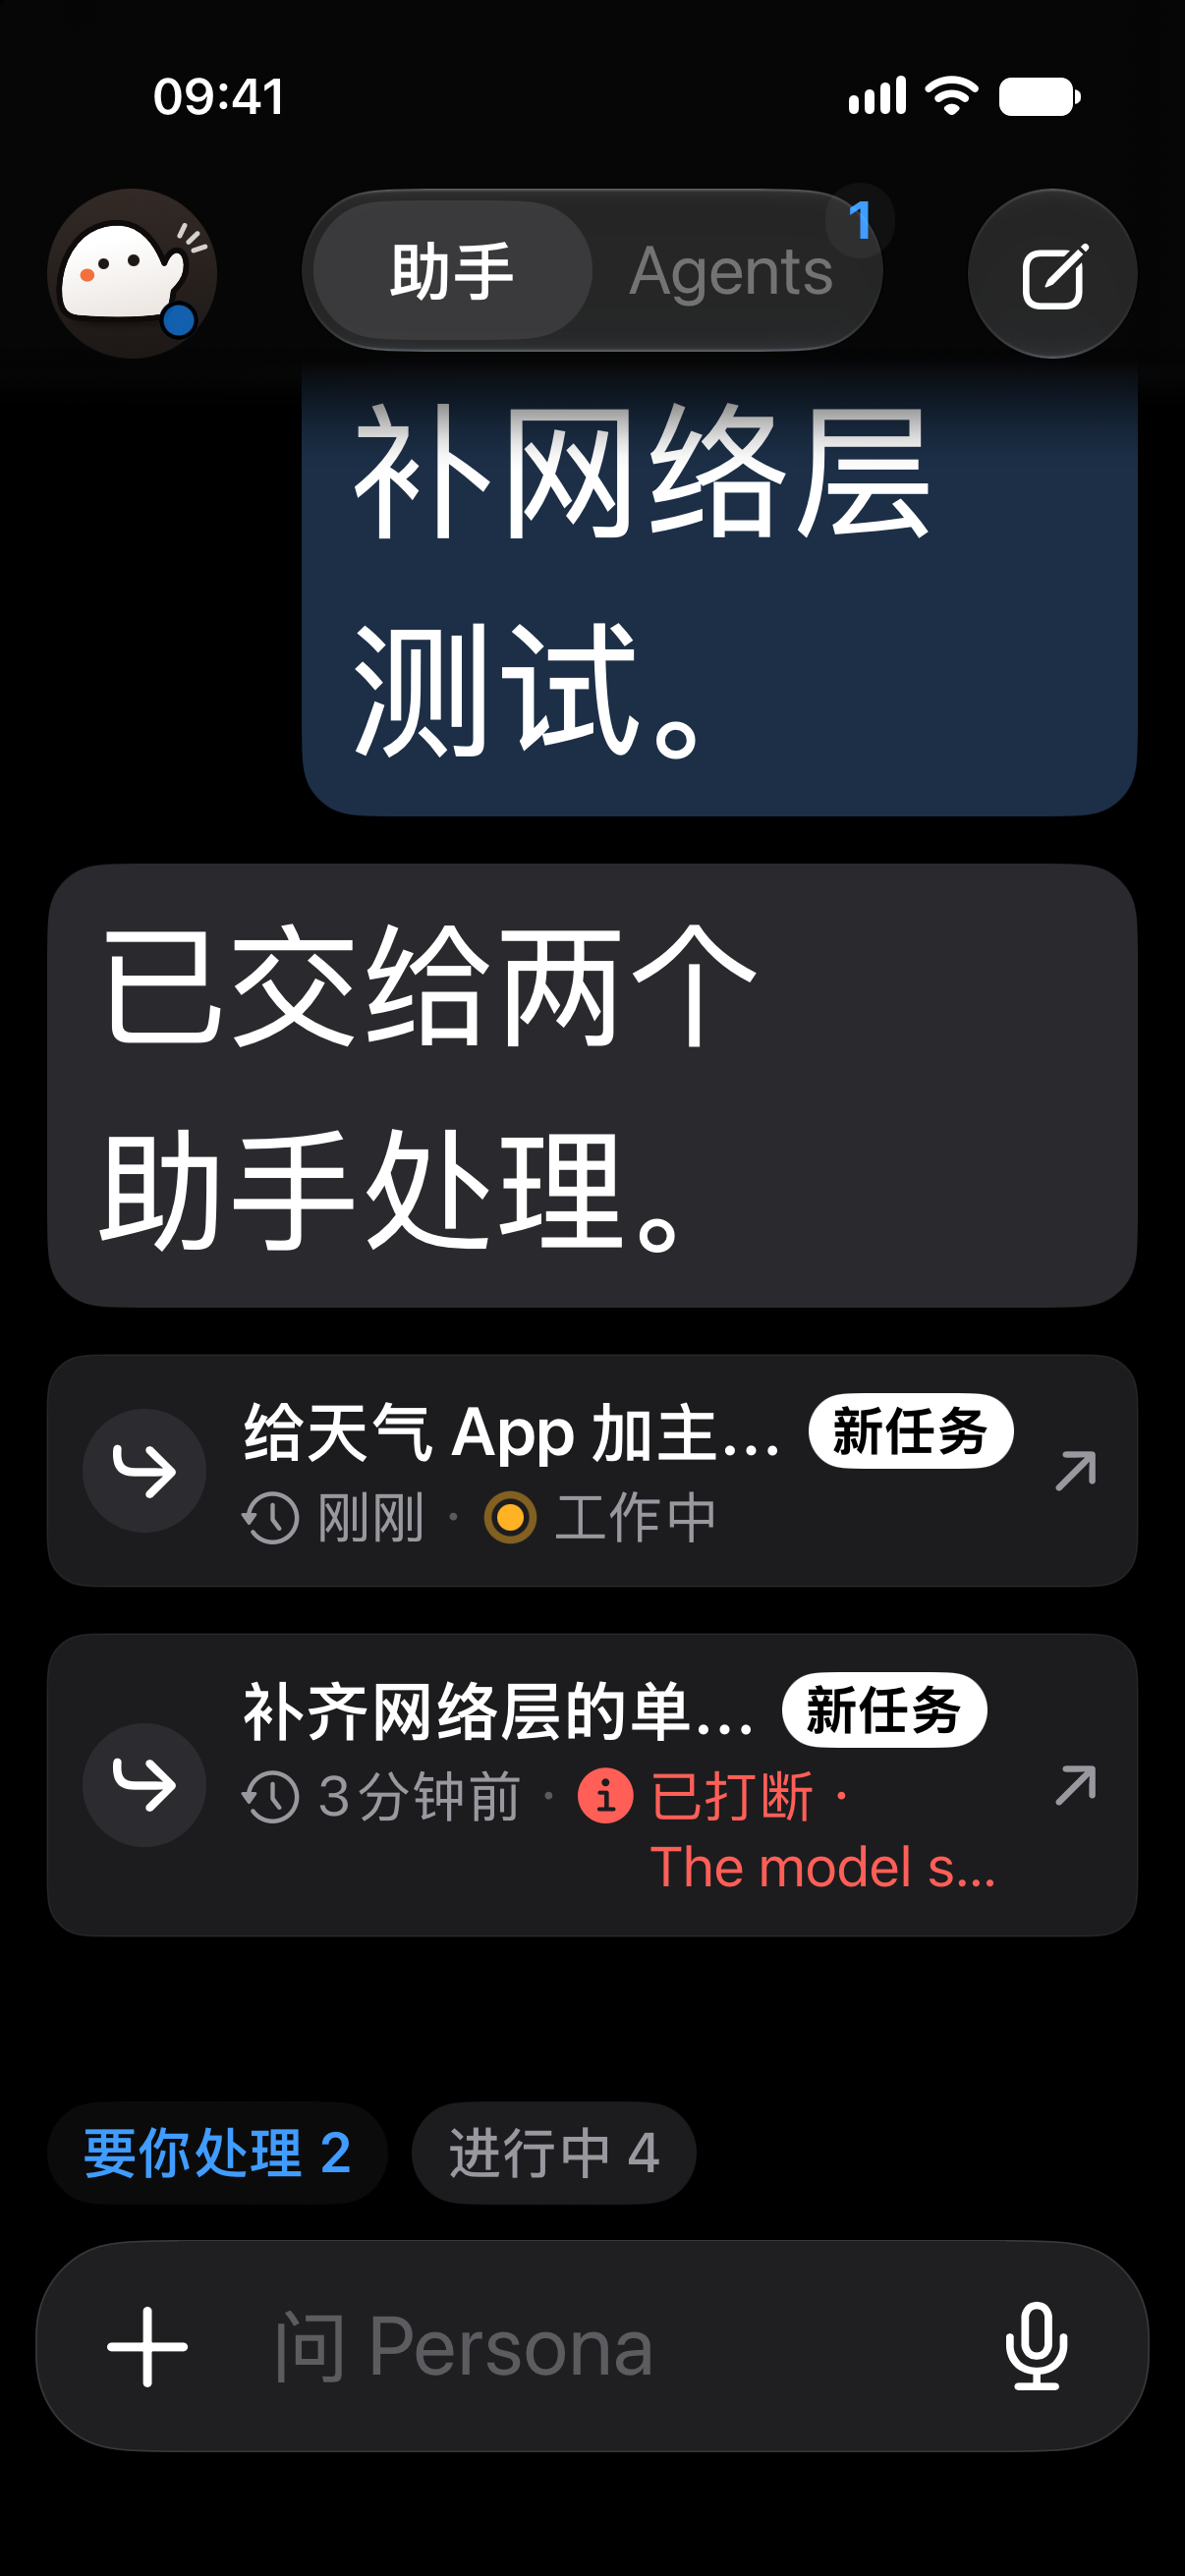 09:41
助手
Agents
1
补网络层
测试。
已交给两个
助手处理。
给天气 App 加主... 新任务
刚刚 · 工作中
补齐网络层的单... 新任务
3分钟前 · 已打断 ·
The model s...
要你处理 2
进行中 4
问 Persona